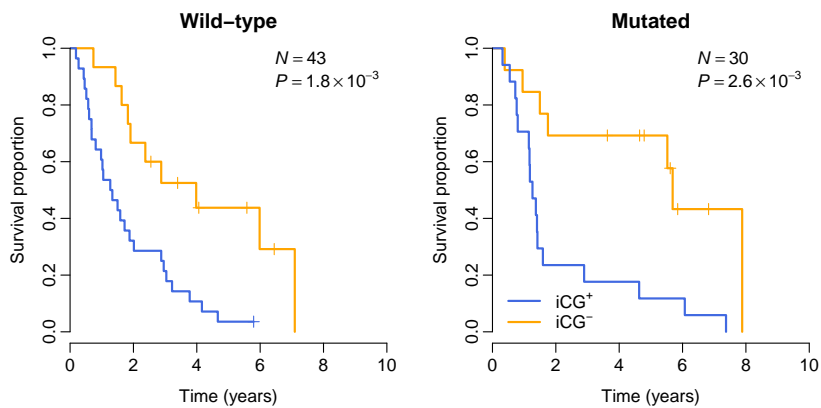 Wild−type
N = 43
P = 1.8 × 10⁻³
Survival proportion
1.0
0.8
0.6
0.4
0.2
0.0
0 2 4 6 8 10
Time (years)
Mutated
N = 30
P = 2.6 × 10⁻³
Survival proportion
1.0
0.8
0.6
0.4
0.2
0.0
iCG⁺
iCG⁻
0 2 4 6 8 10
Time (years)